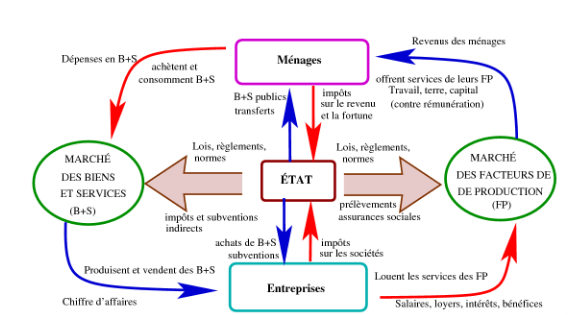 Revenus des ménages
Dépenses en B+S
Ménages
achètent et
consomment B+S
offrent services de leurs FP
Travail, terre, capital
(contre rémunération)
B+S publics
transferts
impôts
sur le revenu
et la fortune
Lois, règlements,
normes
Lois, règlements,
normes
MARCHÉ
DES BIENS
ET SERVICES
(B+S)
ÉTAT
MARCHÉ
DES FACTEURS DE
DE PRODUCTION
(FP)
impôts et subventions
indirects
prélèvements
assurances sociales
achats de B+S
subventions
impôts
sur les sociétés
Produisent et vendent des B+S
Louent les services des FP
Entreprises
Chiffre d'affaires
Salaires, loyers, intérêts, bénéfices